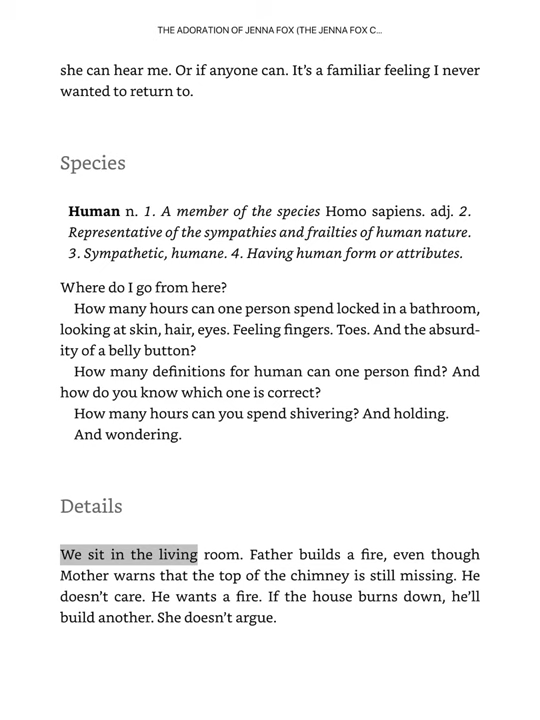 THE ADORATION OF JENNA FOX (THE JENNA FOX C...
she can hear me. Or if anyone can. It’s a familiar feeling I never
wanted to return to.
Species
Human n. 1. A member of the species Homo sapiens. adj. 2.
Representative of the sympathies and frailties of human nature.
3. Sympathetic, humane. 4. Having human form or attributes.
Where do I go from here?
How many hours can one person spend locked in a bathroom,
looking at skin, hair, eyes. Feeling fingers. Toes. And the absurd-
ity of a belly button?
How many definitions for human can one person find? And
how do you know which one is correct?
How many hours can you spend shivering? And holding.
And wondering.
Details
We sit in the living room. Father builds a fire, even though
Mother warns that the top of the chimney is still missing. He
doesn’t care. He wants a fire. If the house burns down, he’ll
build another. She doesn’t argue.